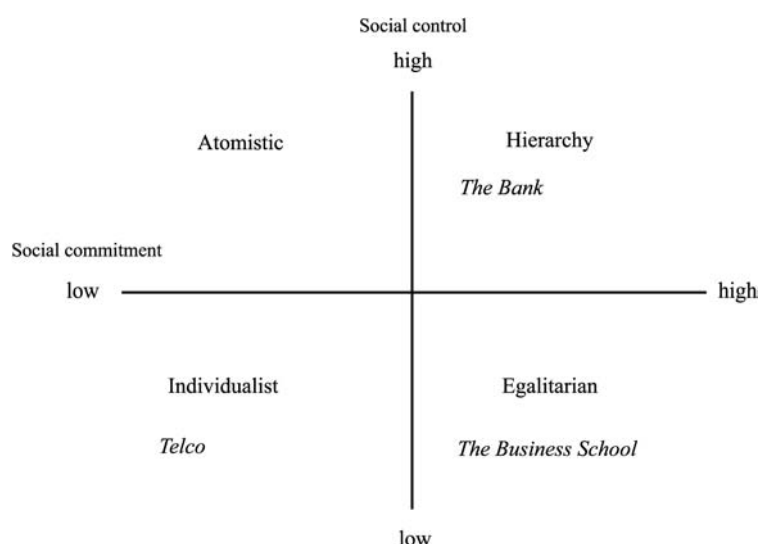 Social control
high
Atomistic
Hierarchy
The Bank
Social commitment
low
high
Individualist
Egalitarian
Telco
The Business School
low